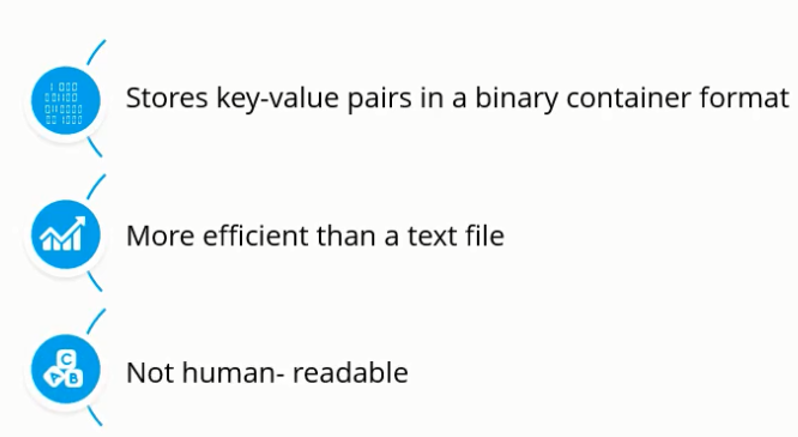 Stores key-value pairs in a binary container format
More efficient than a text file
Not human- readable
C
A B